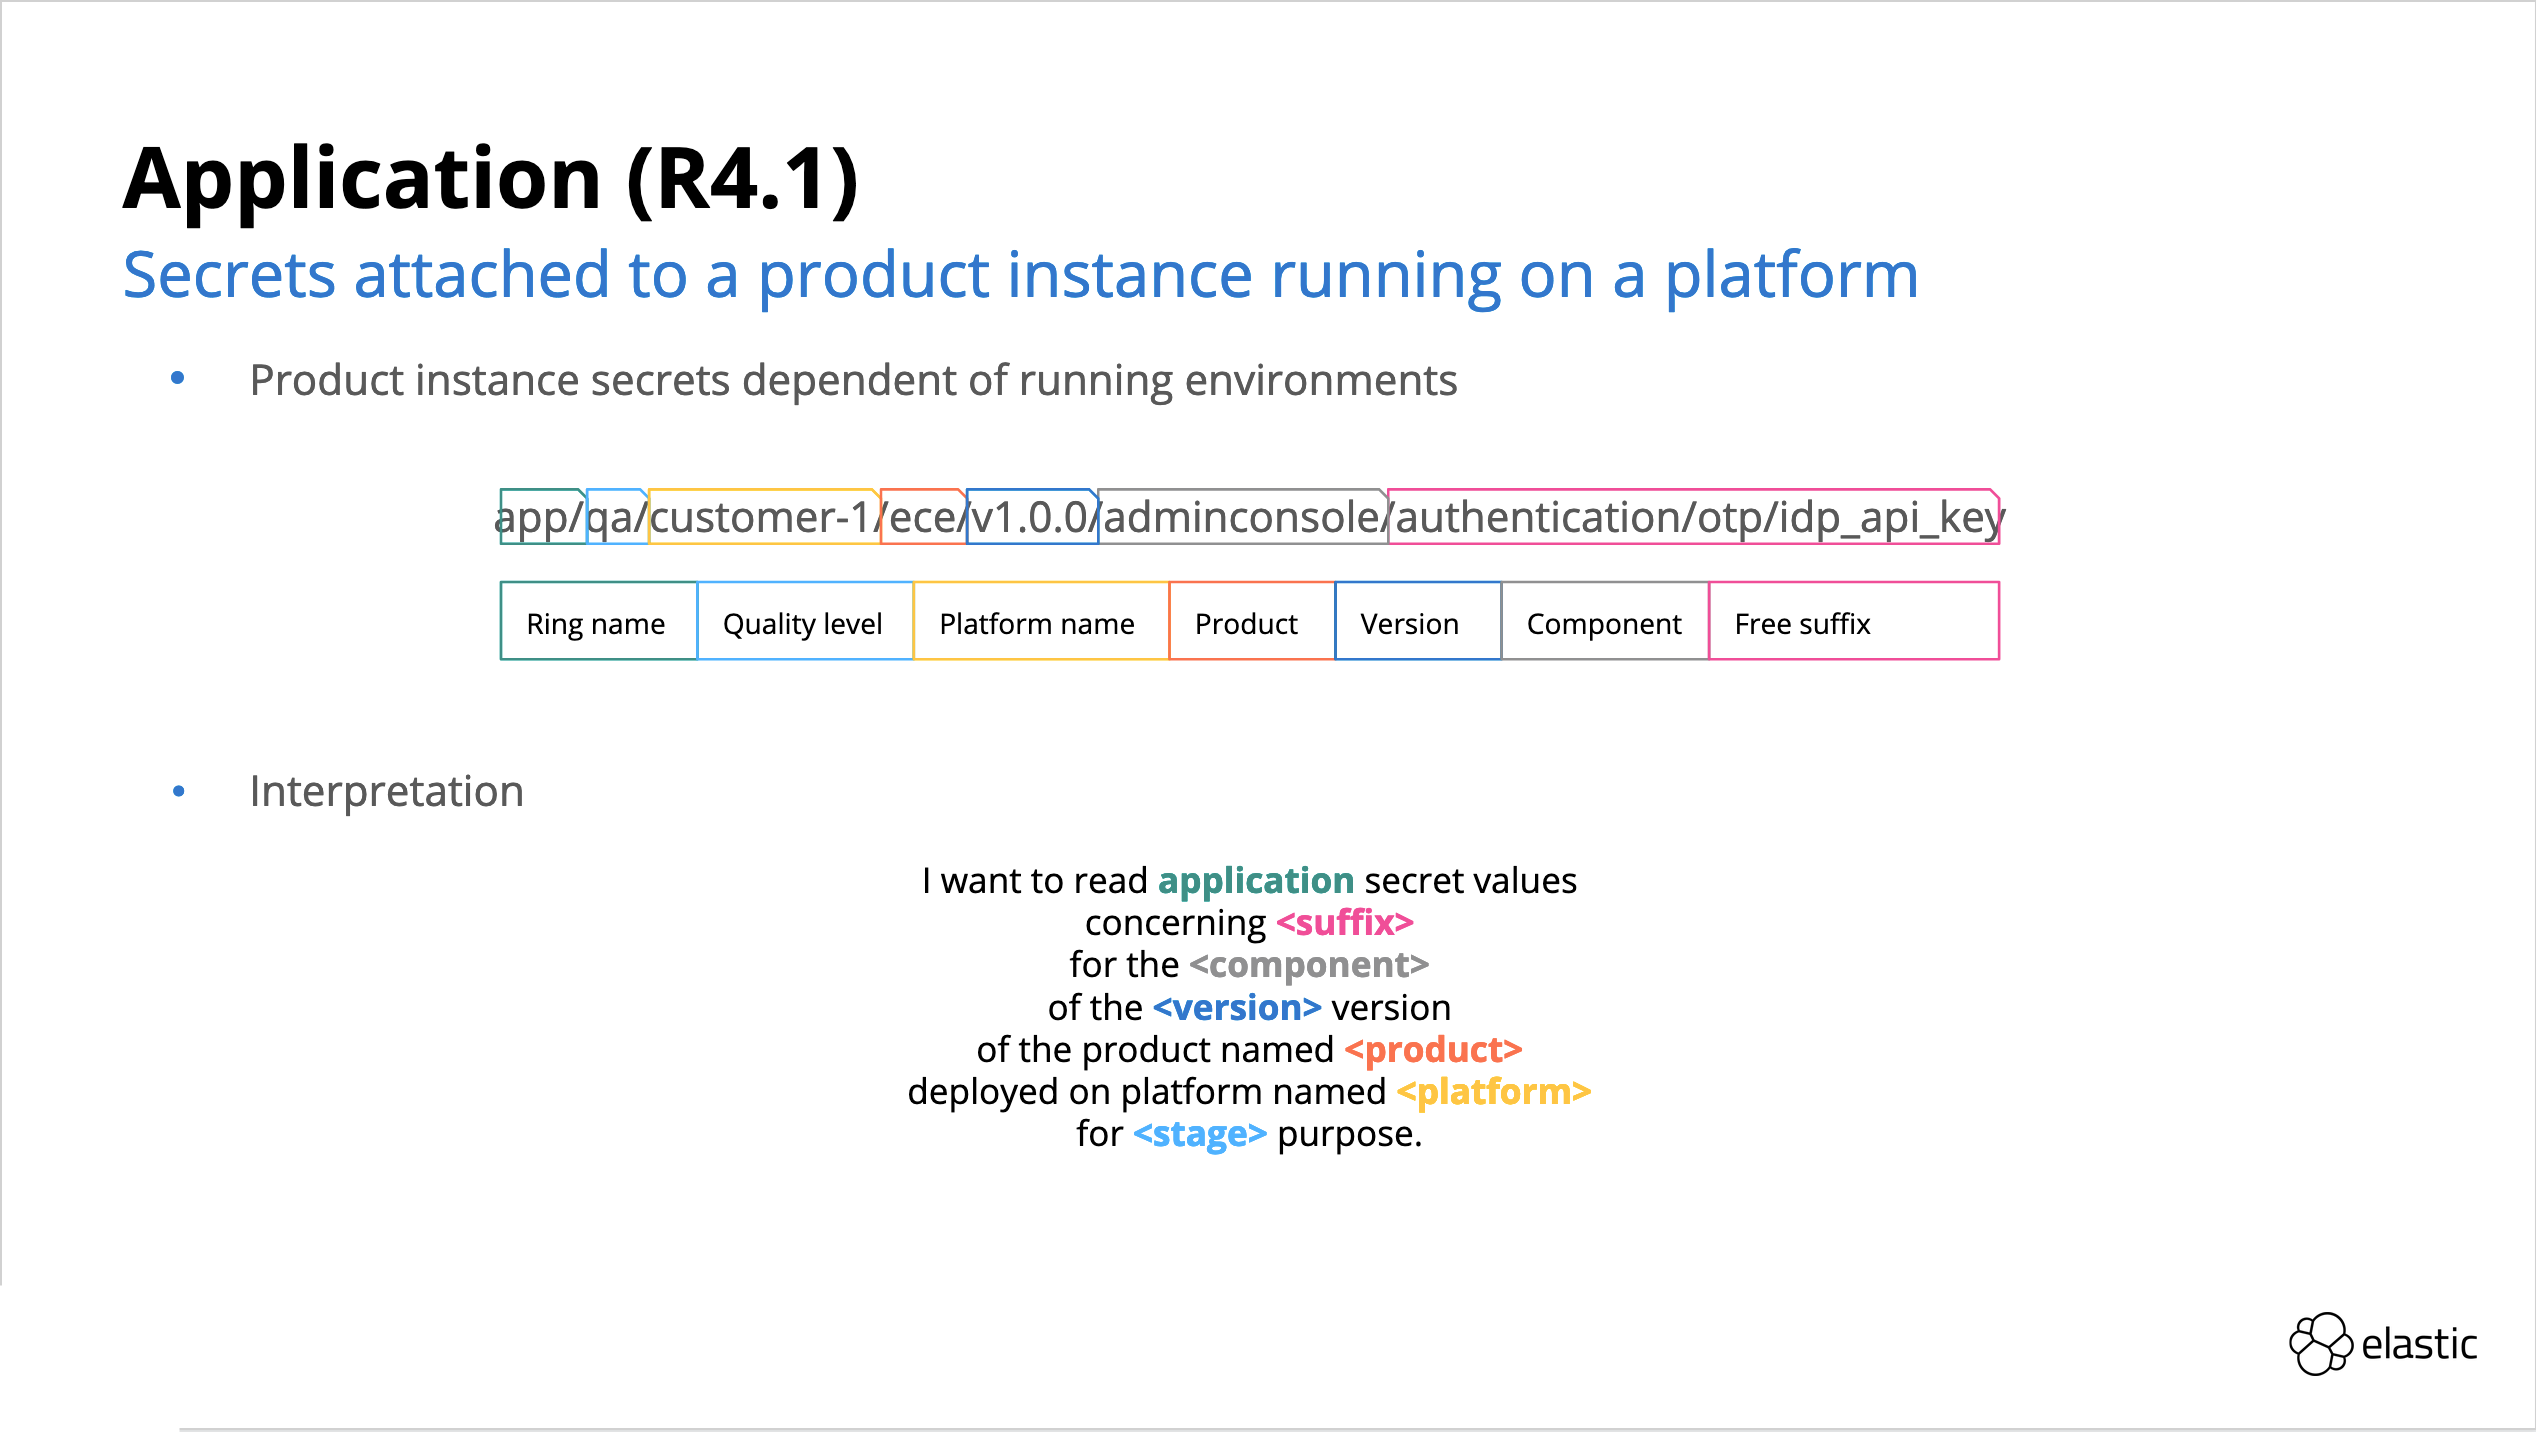 Application (R4.1)
Secrets attached to a product instance running on a platform
• Product instance secrets dependent of running environments
app/qa/customer-1/ece/v1.0.0/adminconsole/authentication/otp/idp_api_key
Ring name Quality level Platform name Product Version Component Free suffix
• Interpretation
I want to read application secret values
concerning <suffix>
for the <component>
of the <version> version
of the product named <product>
deployed on platform named <platform>
for <stage> purpose.
elastic